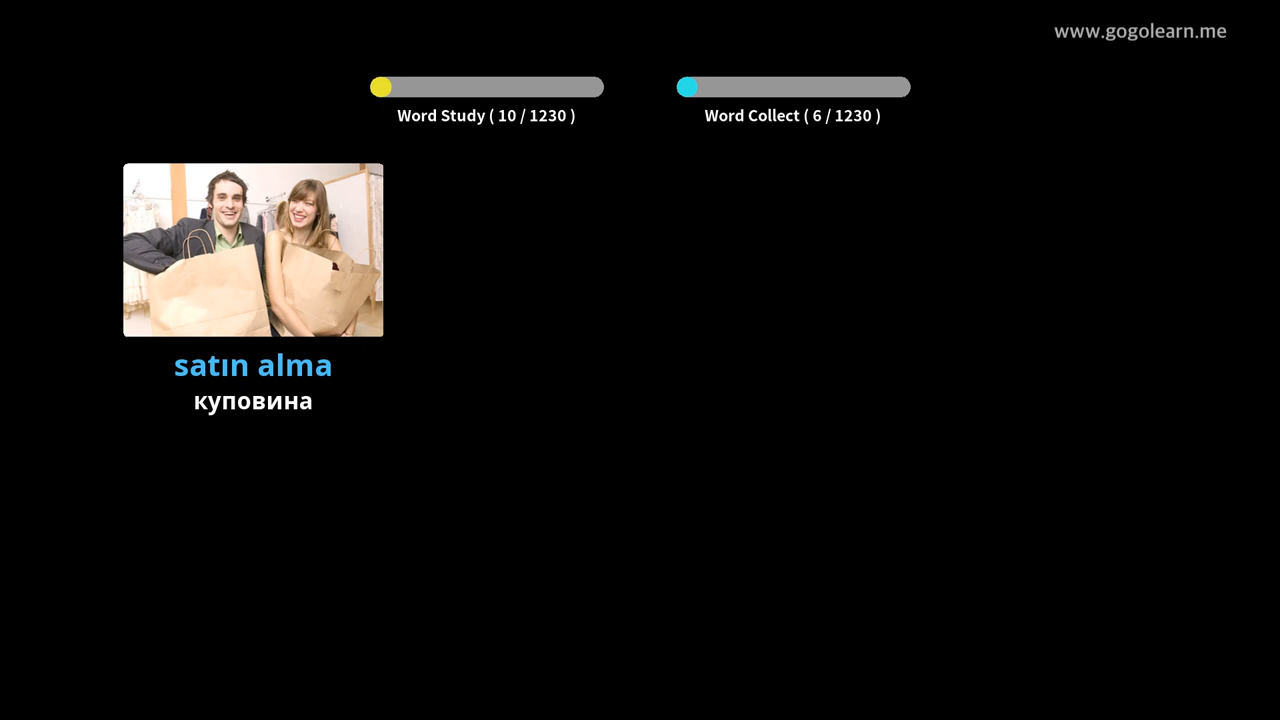 www.gogolearn.me
Word Study ( 10 / 1230 )
Word Collect ( 6 / 1230 )
satın alma
куповина